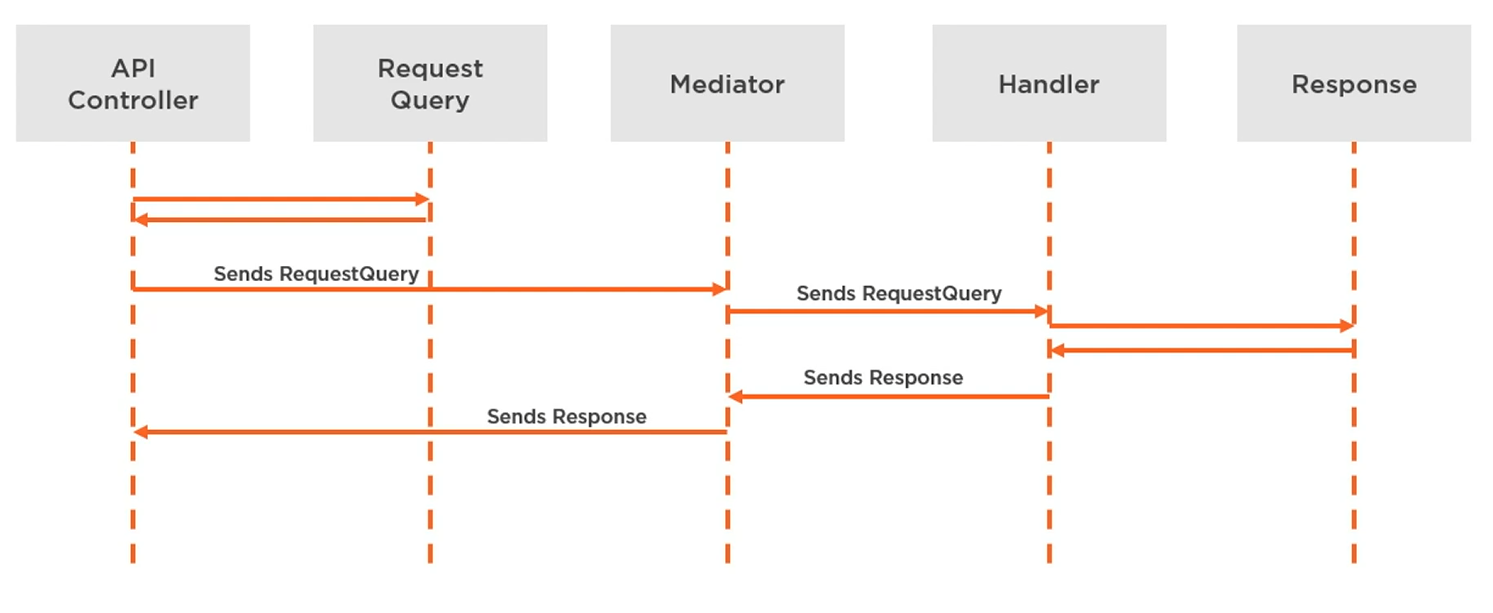 API
Controller
Request
Query
Mediator
Handler
Response
Sends RequestQuery
Sends RequestQuery
Sends Response
Sends Response